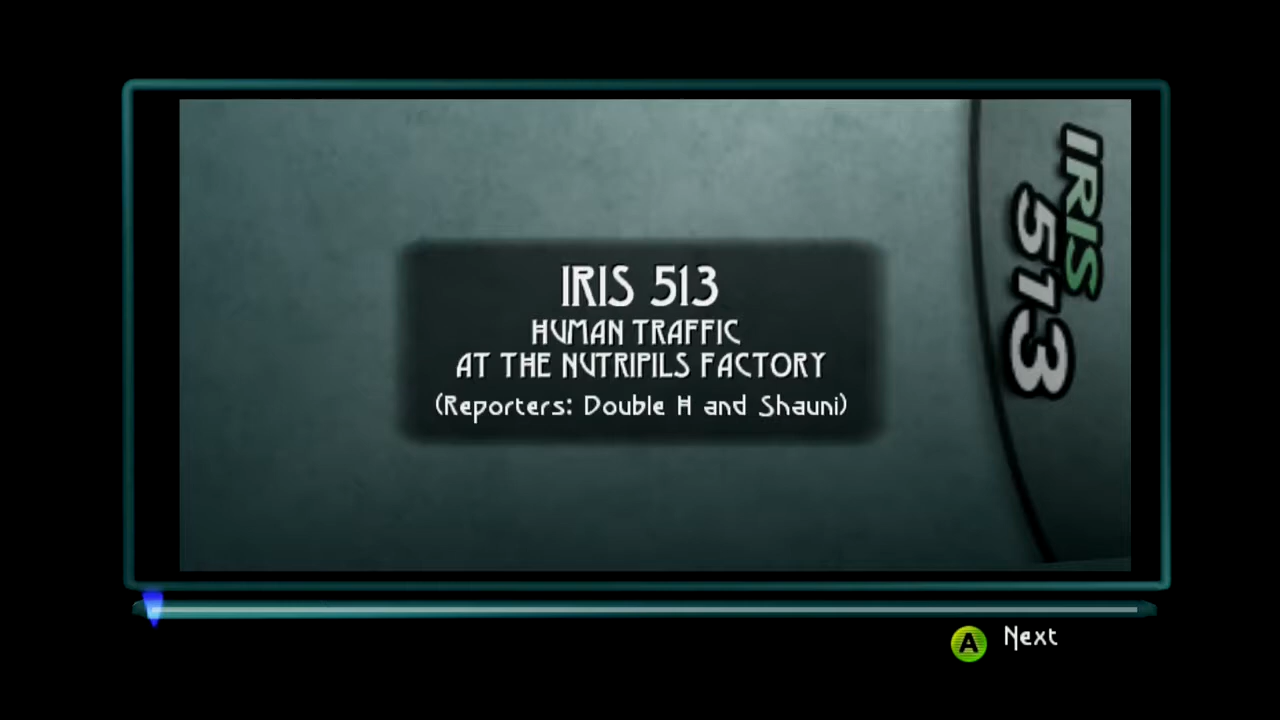 IRIS 513
HUMAN TRAFFIC
AT THE NUTRIPILS FACTORY
(Reporters: Double H and Shauni)
IRIS
513
A Next